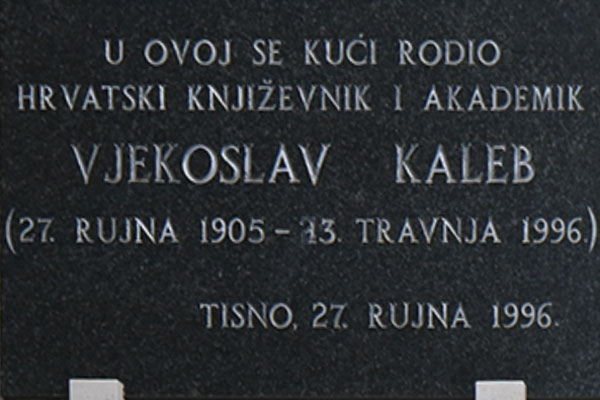 U OVOJ SE KUĆI RODIO
HRVATSKI KNJIŽEVNIK I AKADEMIK
VJEKOSLAV KALEB
(27. RUJNA 1905 – 13. TRAVNJA 1996.)
TISNO, 27. RUJNA 1996.